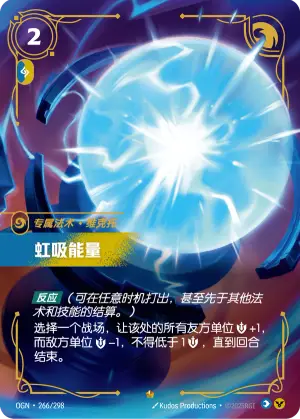 2
专属法术·维克托
虹吸能量
反应 (可在任意时机打出，甚至先于其他法
术和技能的结算。)
选择一个战场，让该处的所有友方单位 +1,
而敌方单位 -1，不得低于1 ，直到回合
结束。
OGN • 266/298
Kudos Productions • ©2025RGI